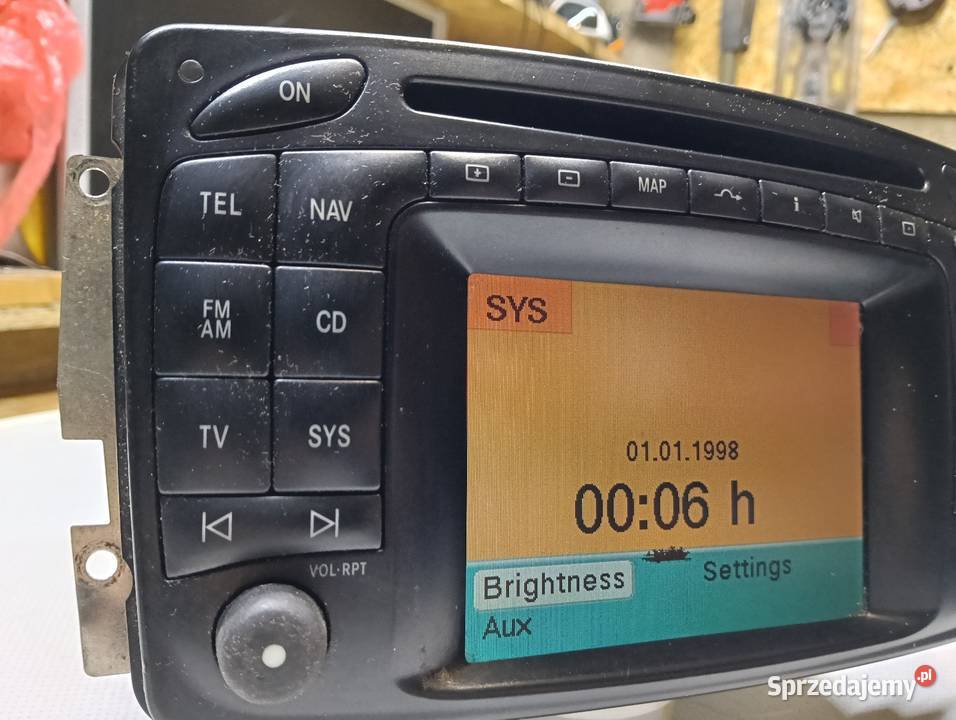 ON
TEL
NAV
MAP
i
FM
AM
CD
TV
SYS
VOL·RPT
SYS
01.01.1998
00:06 h
Brightness
Settings
Aux
Sprzedajemy.pl